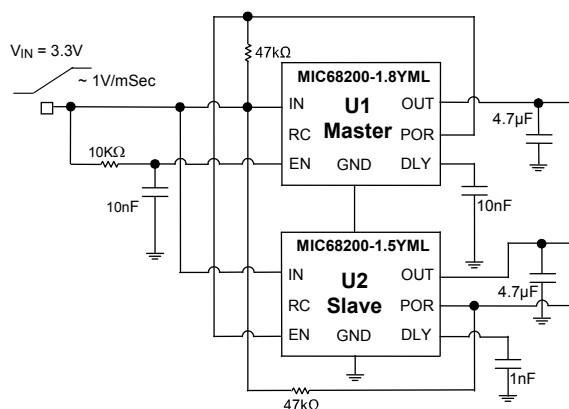 V_IN = 3.3V
~ 1V/mSec
47kΩ
MIC68200-1.8YML
IN
U1
OUT
RC
Master
POR
EN
GND
DLY
10KΩ
10nF
4.7µF
10nF
MIC68200-1.5YML
IN
U2
OUT
RC
Slave
POR
EN
GND
DLY
4.7µF
1nF
47kΩ